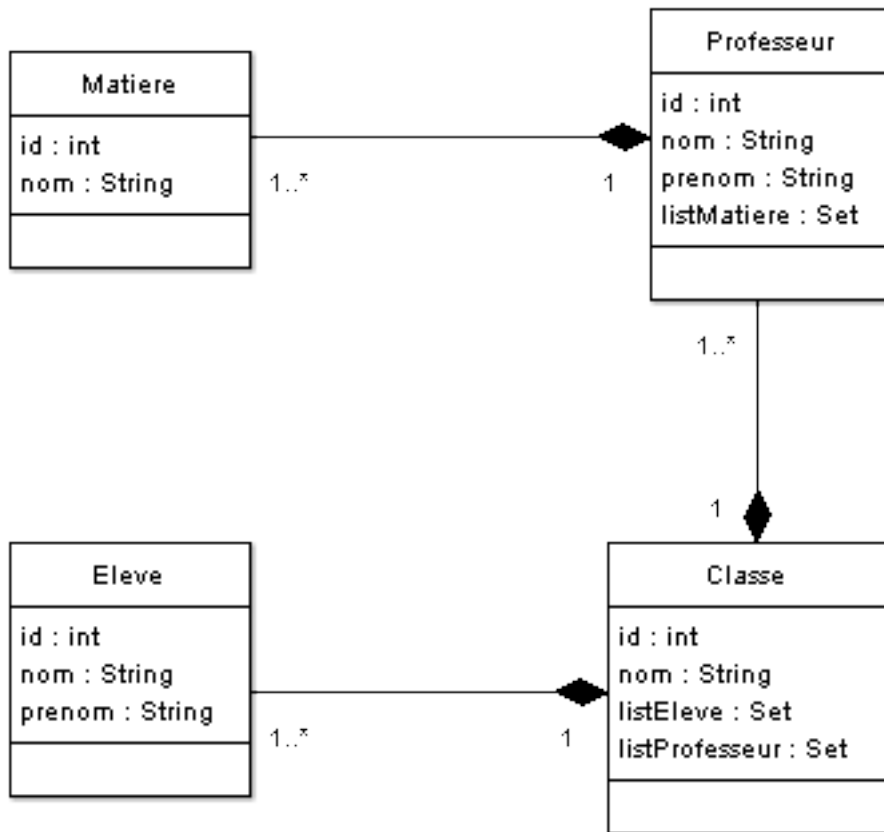 Professeur
id : int
nom : String
prenom : String
listMatiere : Set
Matiere
id : int
nom : String
1..*
1
1..*
1
Eleve
id : int
nom : String
prenom : String
1..*
1
Classe
id : int
nom : String
listEleve : Set
listProfesseur : Set